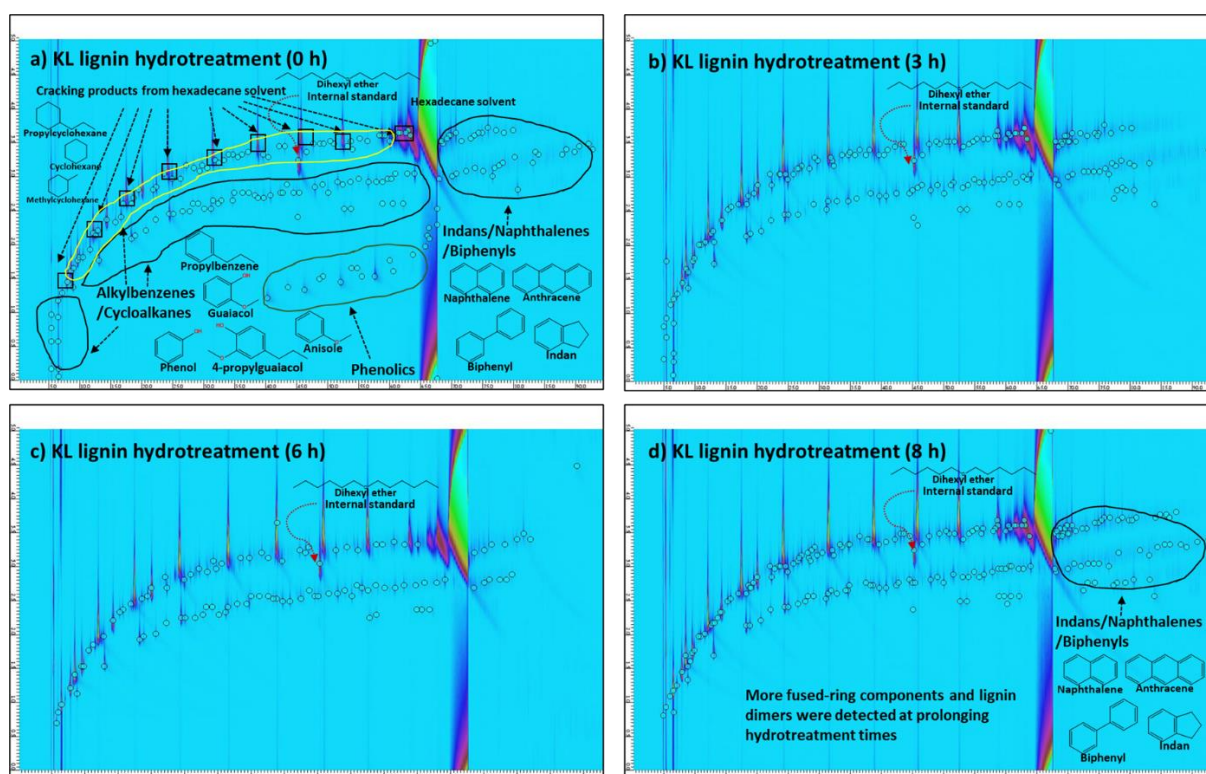 a) KL lignin hydrotreatment (0 h)
Dihexyl ether
Internal standard
Cracking products from hexadecane solvent
Hexadecane solvent
Propylcyclohexane
Cyclohexane
Methylcyclohexane
Indans/Naphthalenes
/Biphenyls
Propylbenzene
Alkylbenzenes
/Cycloalkanes
OH
Guaiacol
Naphthalene
Anthracene
OH
HO
Anisole
Phenol
4-propylguaiacol
Phenolics
Biphenyl
Indan
b) KL lignin hydrotreatment (3 h)
Dihexyl ether
Internal standard
c) KL lignin hydrotreatment (6 h)
Dihexyl ether
Internal standard
d) KL lignin hydrotreatment (8 h)
Dihexyl ether
Internal standard
Indans/Naphthalenes
/Biphenyls
Naphthalene
Anthracene
More fused-ring components and lignin
dimers were detected at prolonging
hydrotreatment times
Biphenyl
Indan